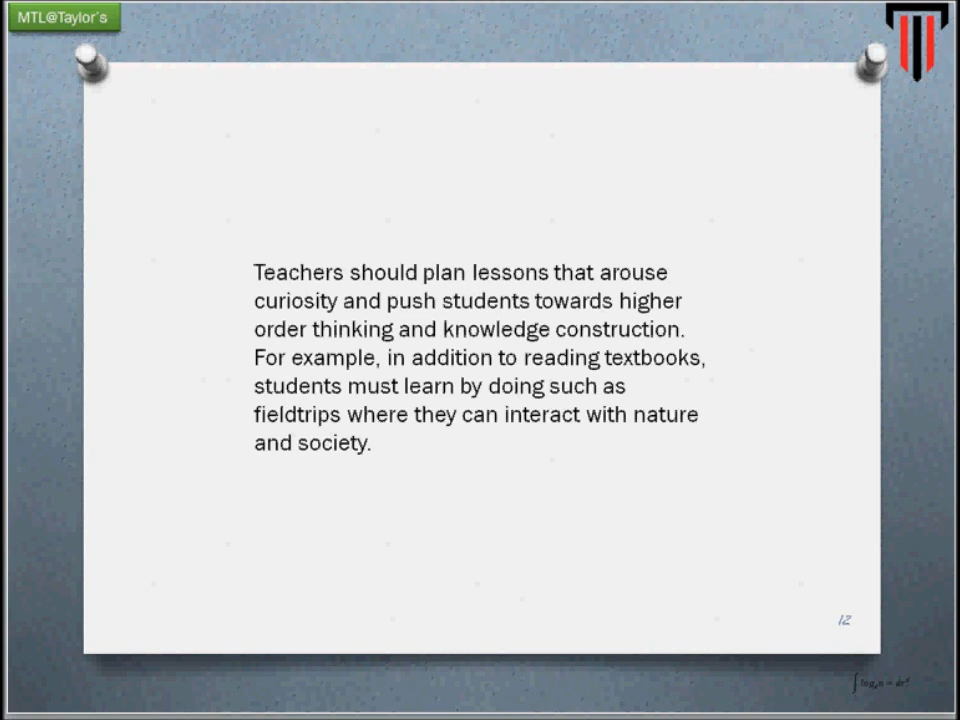 MTL@Taylor's
Teachers should plan lessons that arouse
curiosity and push students towards higher
order thinking and knowledge construction.
For example, in addition to reading textbooks,
students must learn by doing such as
fieldtrips where they can interact with nature
and society.
12